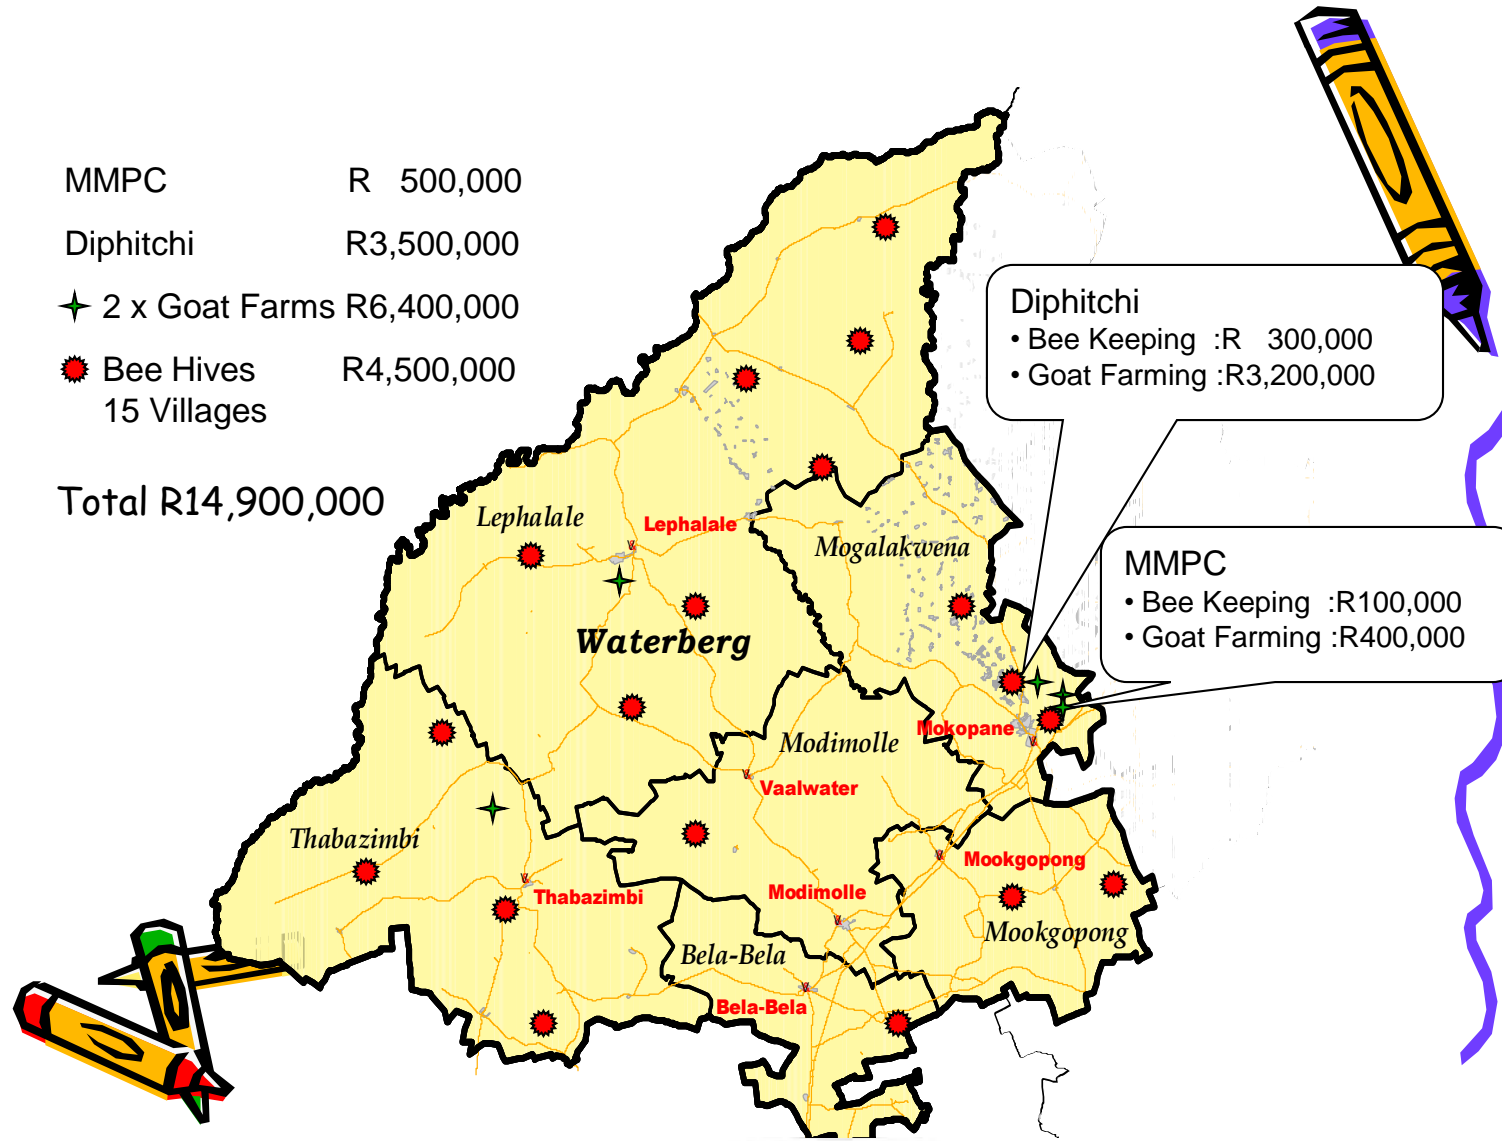 MMPC R 500,000
Diphitchi R3,500,000
2 x Goat Farms R6,400,000
Bee Hives R4,500,000
15 Villages
Total R14,900,000
Diphitchi
• Bee Keeping :R 300,000
• Goat Farming :R3,200,000
MMPC
• Bee Keeping :R100,000
• Goat Farming :R400,000
Lephalale
Lephalale
Mogalakwena
Waterberg
Mokopane
Modimolle
Vaalwater
Thabazimbi
Mookgopong
Thabazimbi
Modimolle
Mookgopong
Bela-Bela
Bela-Bela